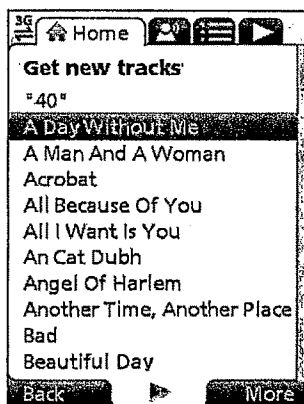 3G
Home
Get new tracks
"40"
A Day Without Me
A Man And A Woman
Acrobat
All Because Of You
All I Want Is You
An Cat Dubh
Angel Of Harlem
Another Time, Another Place
Bad
Beautiful Day
Back More